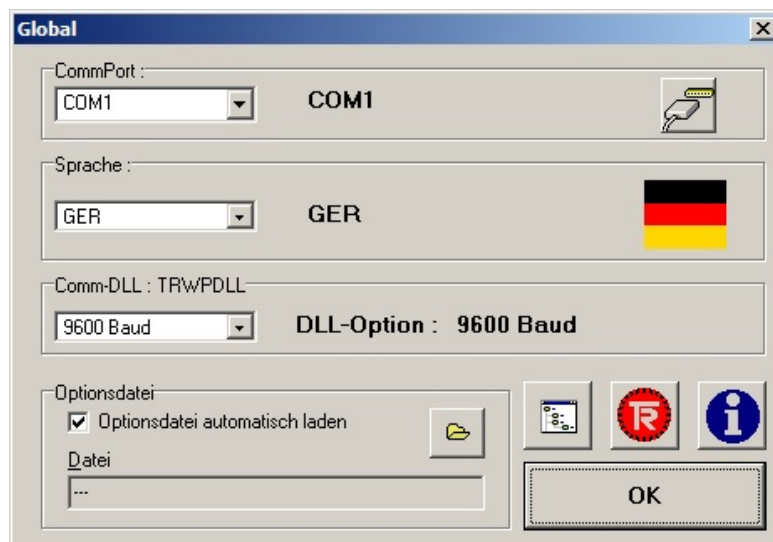 Global
CommPort :
COM1
COM1
Sprache :
GER
GER
Comm-DLL : TRWPDLL
9600 Baud
DLL-Option : 9600 Baud
Optionsdatei
Optionsdatei automatisch laden
Datei
---
TR
i
OK